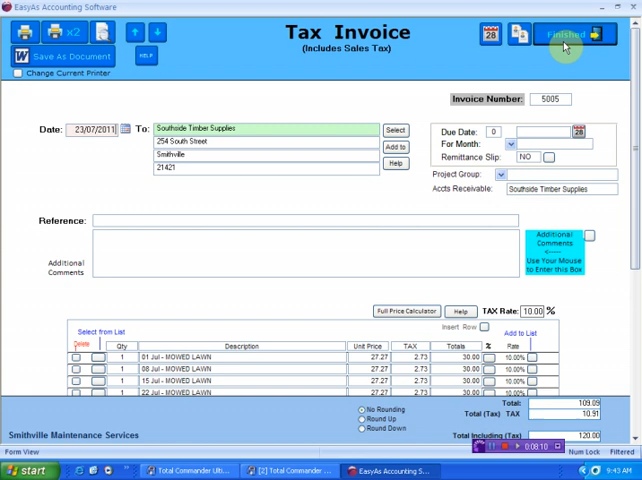 EasyAs Accounting Software
x2
Save As Document
HELP
Change Current Printer
Tax Invoice
(Includes Sales Tax)
28
Finished
Invoice Number: 5005
Date: 23/07/2011 To: Southside Timber Supplies
254 South Street
Smithville
21421
Select
Add to
Help
Due Date: 0
28
For Month:
Remittance Slip: NO
Project Group:
Accts Receivable: Southside Timber Supplies
Reference:
Additional Comments
Additional Comments
<----
Use Your Mouse to Enter this Box
Full Price Calculator Help TAX Rate: 10.00 %
Insert Row
Select from List Add to List
Delete Qty Description Unit Price TAX Totals % Rate
1 01 Jul - MOWED LAWN 27.27 2.73 30.00 10.00%
1 08 Jul - MOWED LAWN 27.27 2.73 30.00 10.00%
1 15 Jul - MOWED LAWN 27.27 2.73 30.00 10.00%
1 22 Jul - MOWED LAWN 27.27 2.73 30.00 10.00%
No Rounding
Round Up
Round Down
Total: 109.09
Total (Tax) TAX 10.91
Total Including (Tax) 120.00
Smithville Maintenance Services
0:08:10
Form View Num Lock Filtered
start Total Commander Ulti... [2] Total Commander ... EasyAs Accounting S... 9:43 AM